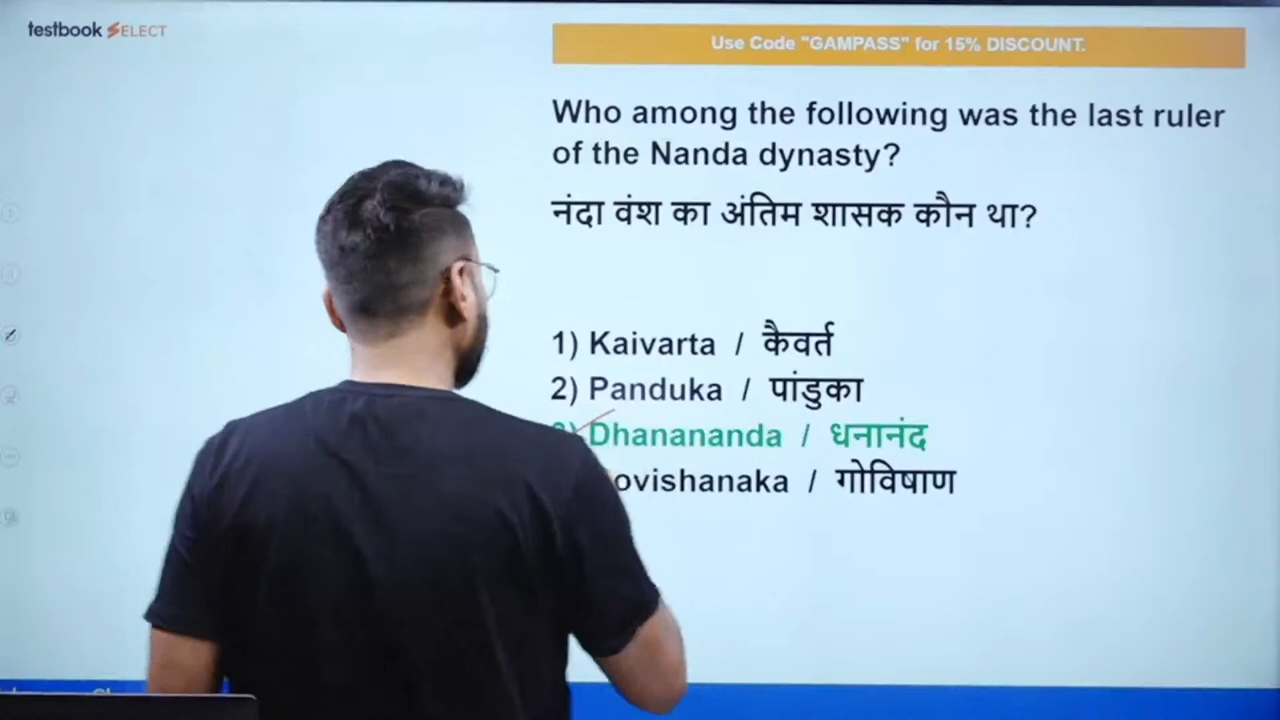 testbook SELECT
Use Code "GAMPASS" for 15% DISCOUNT.
Who among the following was the last ruler
of the Nanda dynasty?
नंदा वंश का अंतिम शासक कौन था?
1) Kaivarta / कैवर्त
2) Panduka / पांडुका
Dhanananda / धनानंद
ovishanaka / गोविषाण